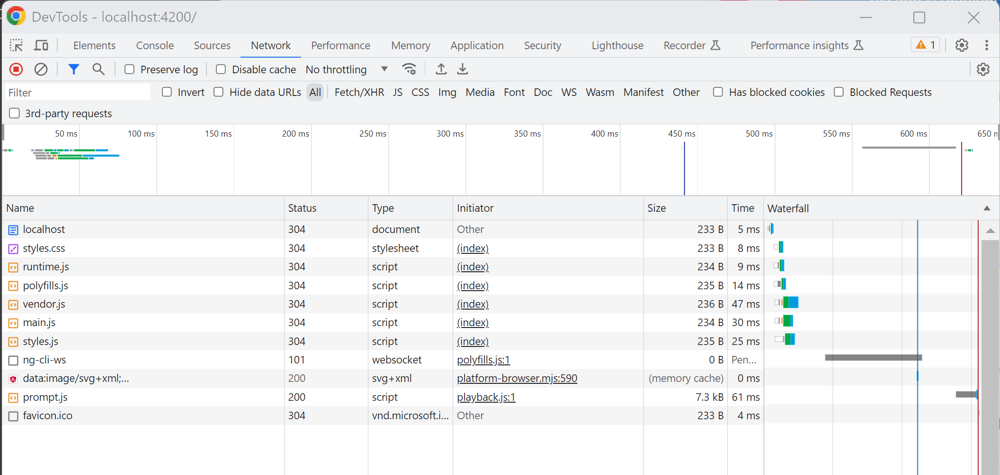 DevTools - localhost:4200/
Elements Console Sources Network Performance Memory Application Security Lighthouse Recorder Performance insights 1
Preserve log Disable cache No throttling
Filter Invert Hide data URLs All Fetch/XHR JS CSS Img Media Font Doc WS Wasm Manifest Other Has blocked cookies Blocked Requests
3rd-party requests
50 ms 100 ms 150 ms 200 ms 250 ms 300 ms 350 ms 400 ms 450 ms 500 ms 550 ms 600 ms 650 m
Name Status Type Initiator Size Time Waterfall
localhost 304 document Other 233 B 5 ms
styles.css 304 stylesheet (index) 233 B 8 ms
runtime.js 304 script (index) 234 B 9 ms
polyfills.js 304 script (index) 235 B 14 ms
vendor.js 304 script (index) 236 B 47 ms
main.js 304 script (index) 234 B 30 ms
styles.js 304 script (index) 235 B 25 ms
ng-cli-ws 101 websocket polyfills.js:1 0 B Pen...
data:image/svg+xml;... 200 svg+xml platform-browser.mjs:590 (memory cache) 0 ms
prompt.js 200 script playback.js:1 7.3 kB 61 ms
favicon.ico 304 vnd.microsoft.i... Other 233 B 4 ms